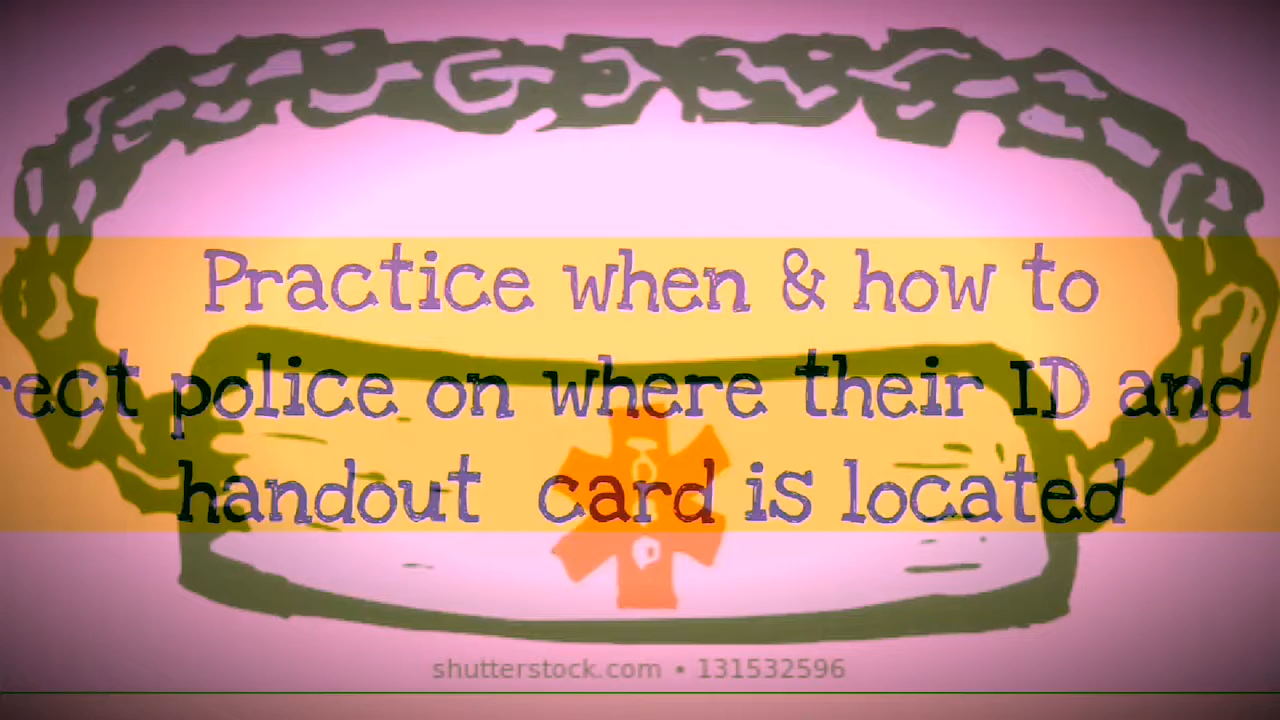 Practice when & how to
rect police on where their ID and
handout card is located
shutterstock.com • 131532596